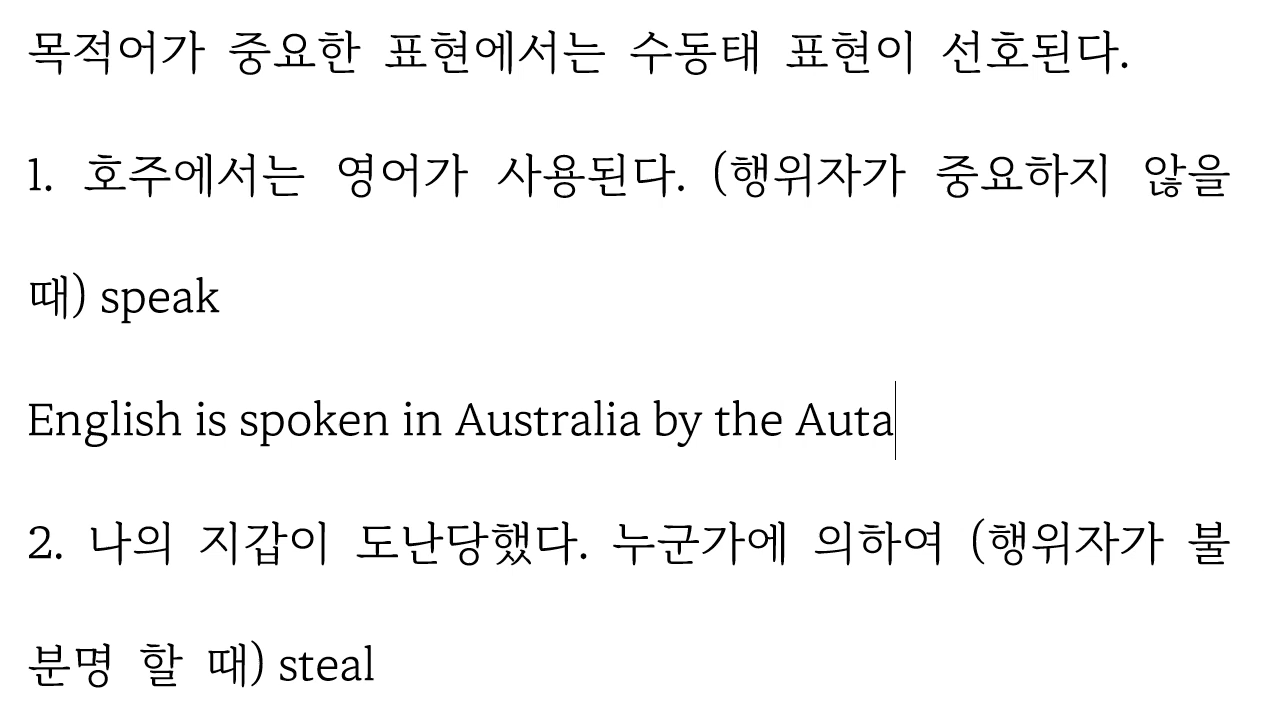 목적어가 중요한 표현에서는 수동태 표현이 선호된다.
1. 호주에서는 영어가 사용된다. (행위자가 중요하지 않을
때) speak
English is spoken in Australia by the Auta
2. 나의 지갑이 도난당했다. 누군가에 의하여 (행위자가 불
분명 할 때) steal